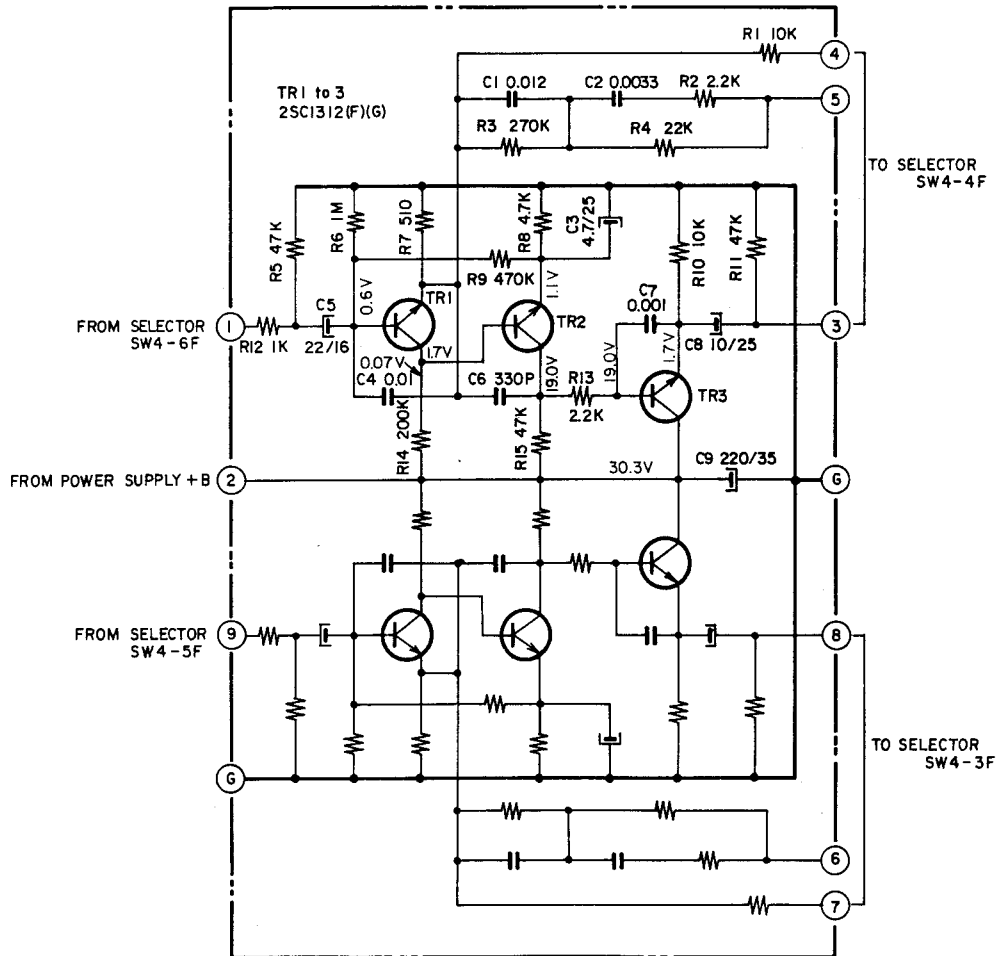 R1 10K
4
C1 0.012
C2 0.0033
R2 2.2K
5
TR1 to 3
2SC1312(F)(G)
R3 270K
R4 22K
TO SELECTOR
SW4-4F
R5 47K
R6 1M
R7 510
R8 4.7K
C3
4.7/25
R10 10K
R11 47K
R9 470K
0.6V
TR1
1.1V
TR2
C7
0.001
C5
22/16
FROM SELECTOR
SW4-6F
1
R12 1K
3
C8 10/25
1.7V
0.07V
1.7V
C4 0.01
C6 330P
19.0V
R13
2.2K
19.0V
TR3
R14 200K
R15 47K
FROM POWER SUPPLY +B
2
30.3V
C9 220/35
G
FROM SELECTOR
SW4-5F
9
8
G
TO SELECTOR
SW4-3F
6
7